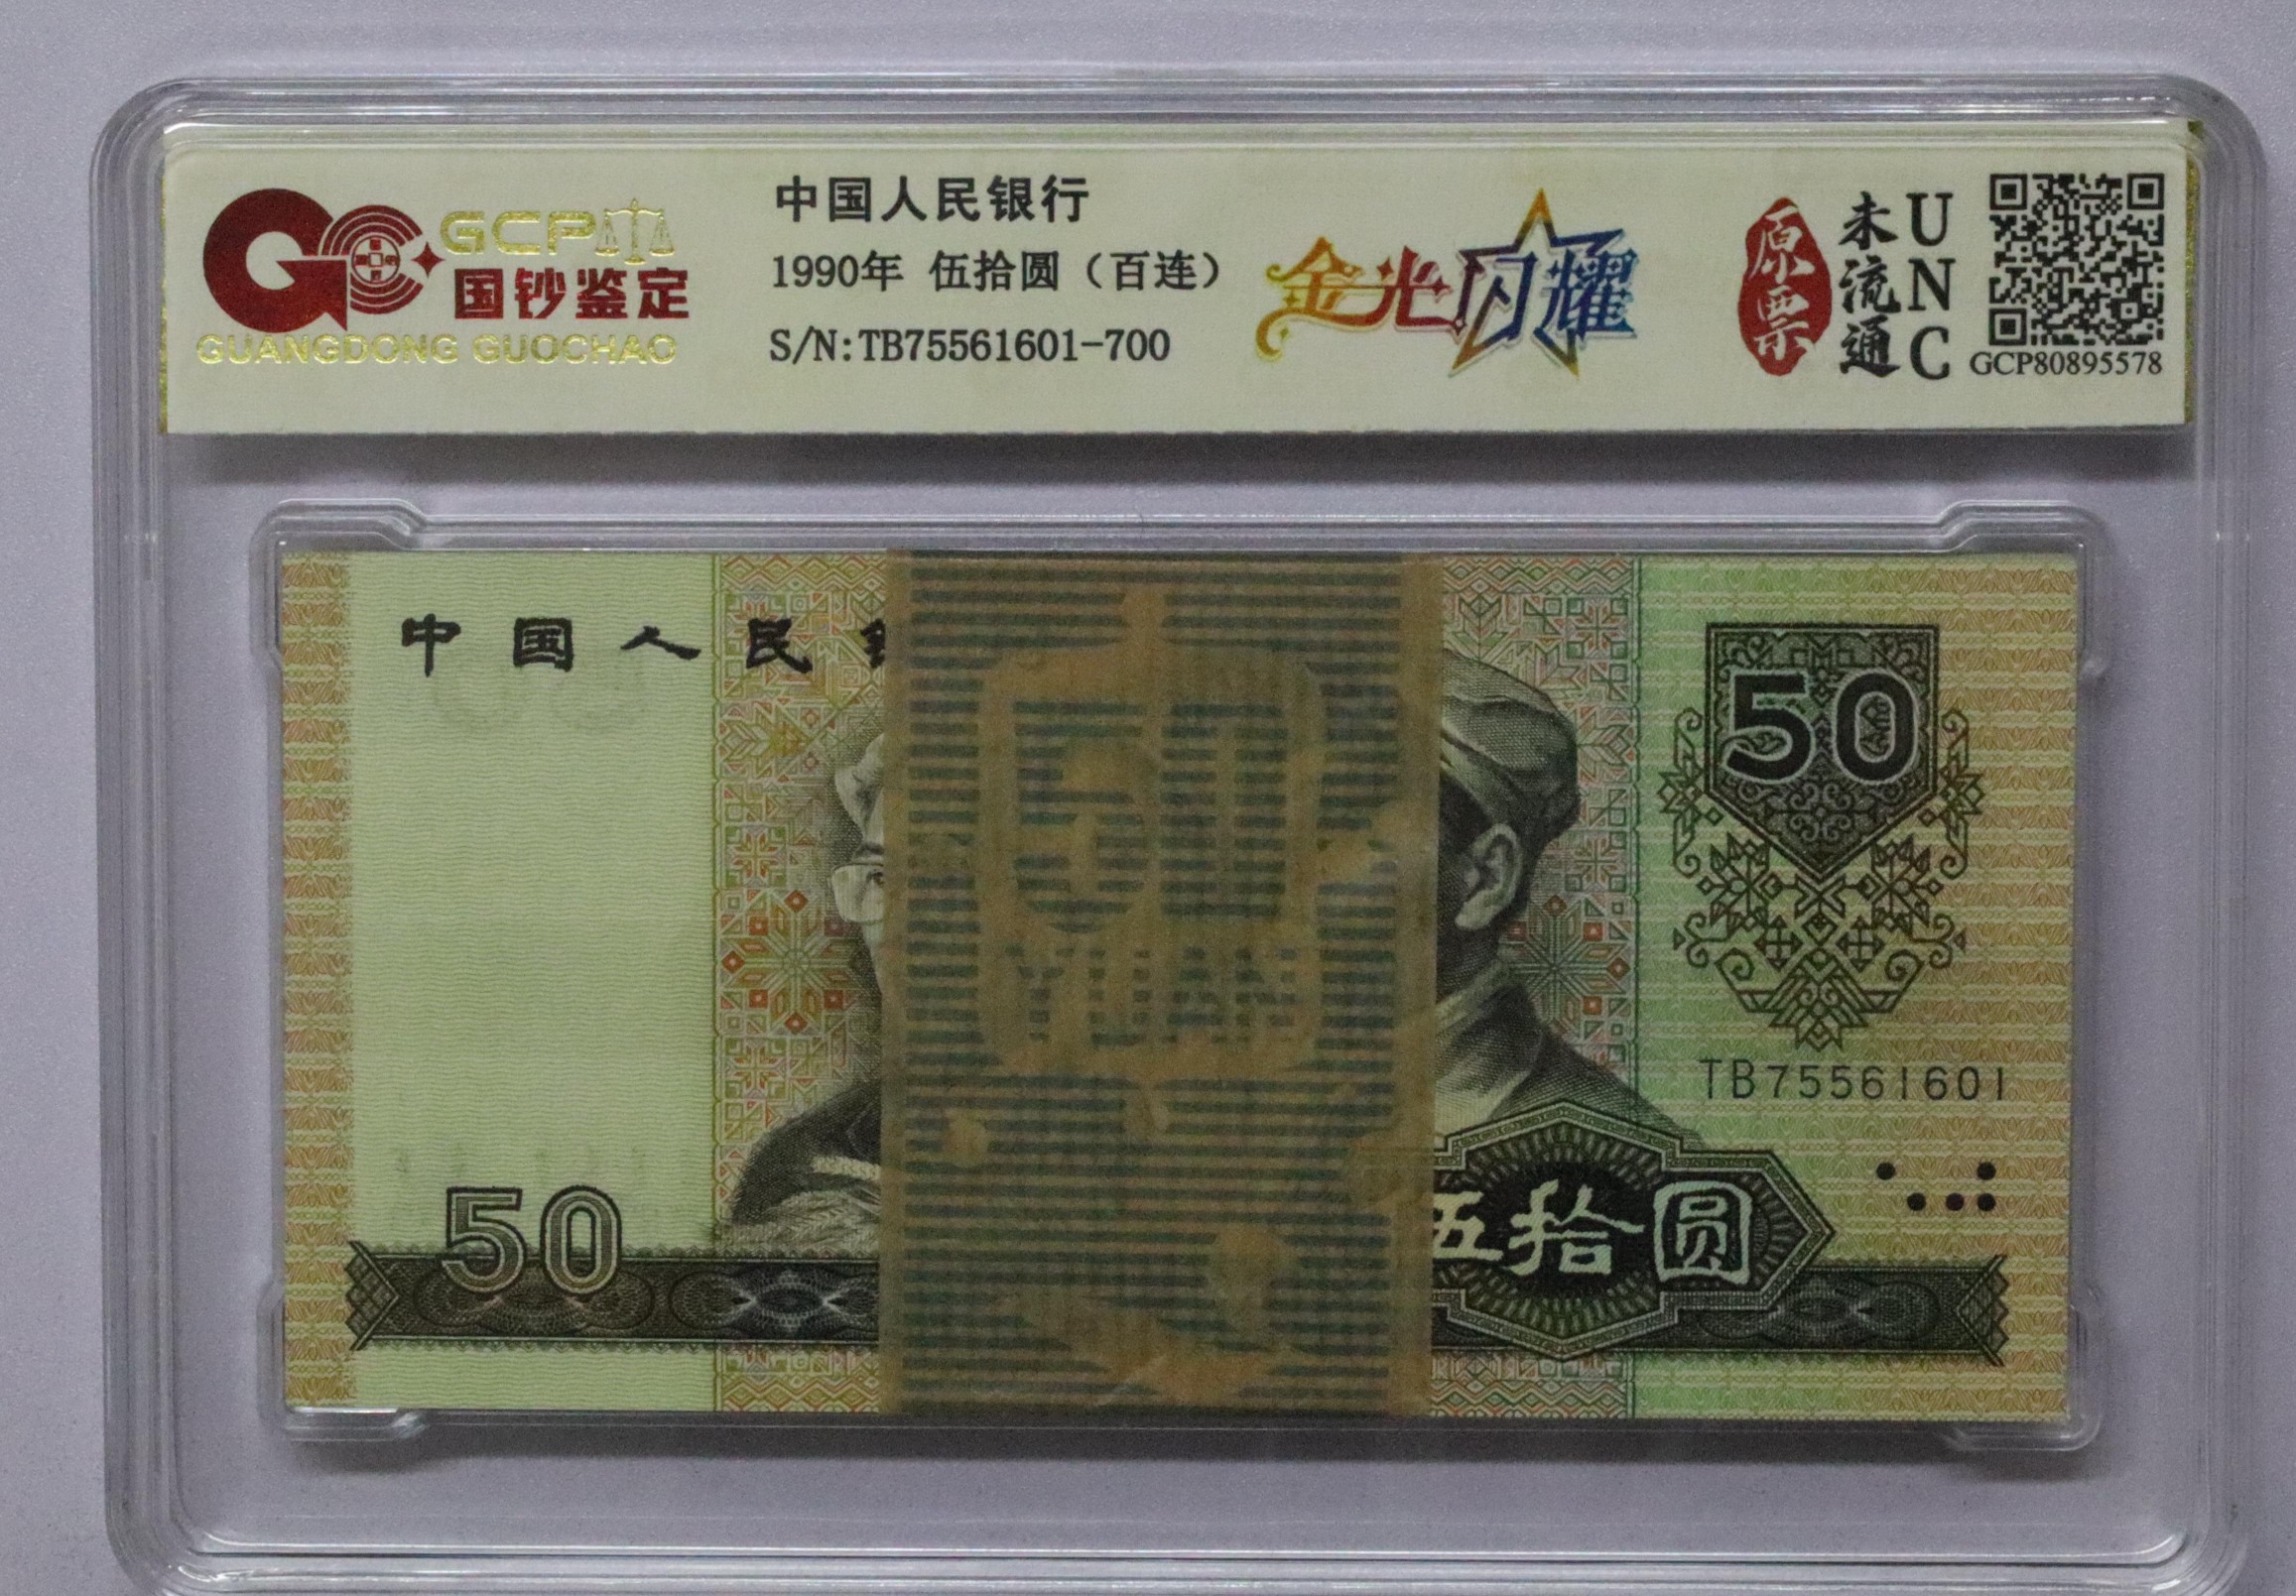 GCP
国钞鉴定
GUANGDONG GUOCHAO
中国人民银行
1990年 伍拾圆（百连）
S/N:TB75561601-700
金光闪耀
原票
未流通
UNC
GCP80895578
中国人民
50
50
YUAN
TB75561601
50
伍拾圆